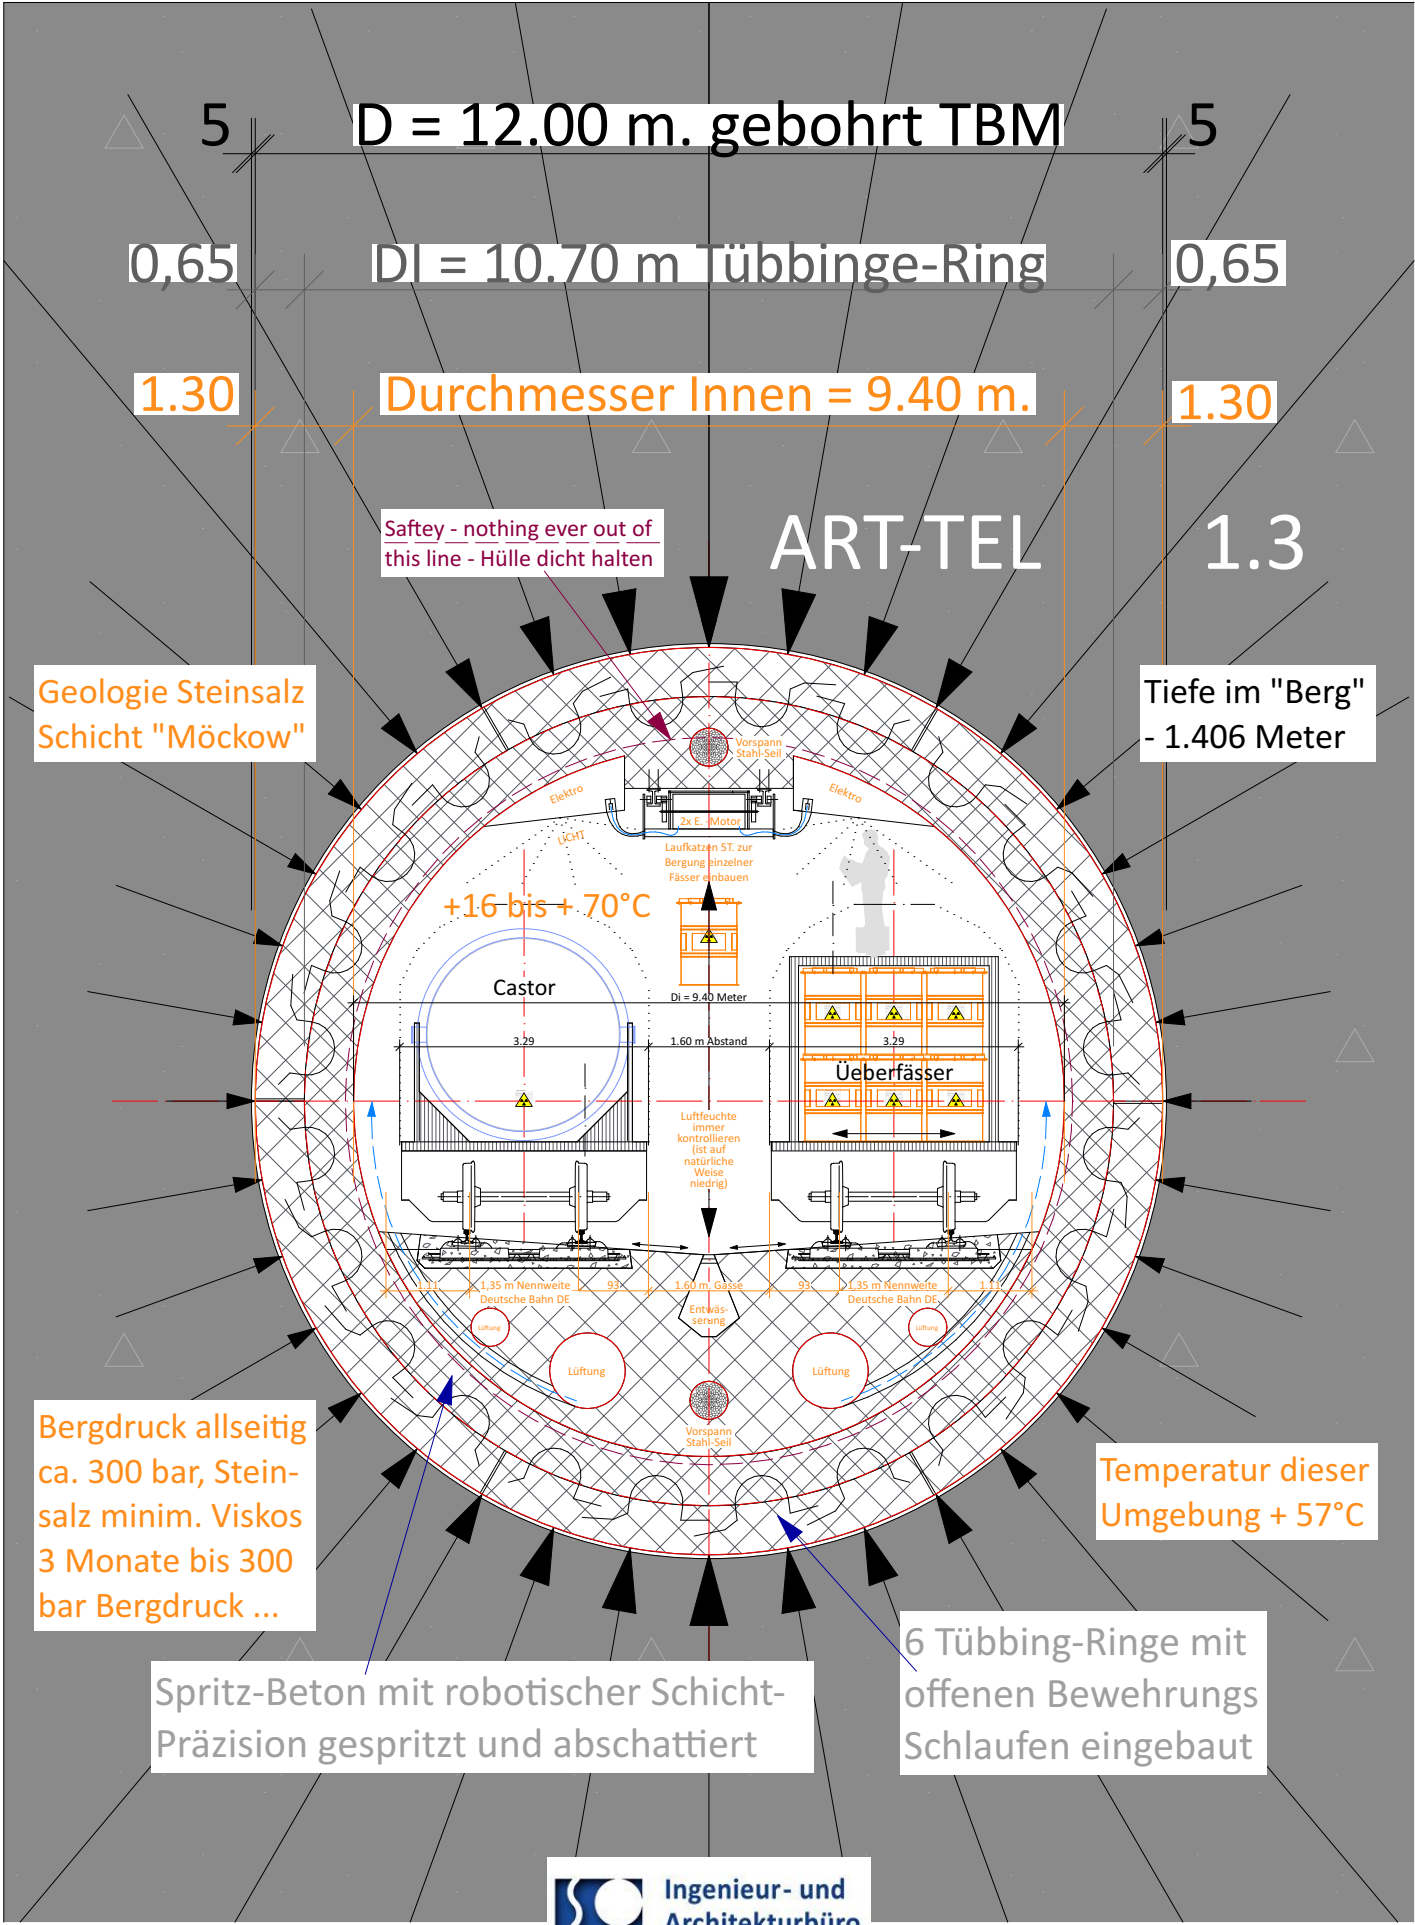 5
D = 12.00 m. gebohrt TBM
5
0,65
DI = 10.70 m Tübbinge-Ring
0,65
1.30
Durchmesser Innen = 9.40 m.
1.30
Saftey - nothing ever out of
this line - Hülle dicht halten
ART-TEL
1.3
Geologie Steinsalz
Schicht "Möckow"
Tiefe im "Berg"
- 1.406 Meter
Vorspann
Stahl-Seil
Elektro
Elektro
LICHT
2x E. -Motor
Laufkatzen 5T. zur
Bergung einzelner
Fässer einbauen
+16 bis + 70°C
Castor
Di = 9.40 Meter
3.29
1.60 m Abstand
3.29
Üeberfässer
Luftfeuchte
immer
kontrollieren
(ist auf
natürliche
Weise
niedrig)
1.11
1,35 m Nennweite
Deutsche Bahn DE
93
1.60 m. Gasse
93
1,35 m Nennweite
Deutsche Bahn DE
1.11
Entwäs-
serung
Lüftung
Lüftung
Lüftung
Lüftung
Vorspann
Stahl-Seil
Bergdruck allseitig
ca. 300 bar, Stein-
salz minim. Viskos
3 Monate bis 300
bar Bergdruck ...
Temperatur dieser
Umgebung + 57°C
6 Tübbing-Ringe mit
offenen Bewehrungs
Schlaufen eingebaut
Spritz-Beton mit robotischer Schicht-
Präzision gespritzt und abschattiert
Ingenieur- und
Architekturbüro